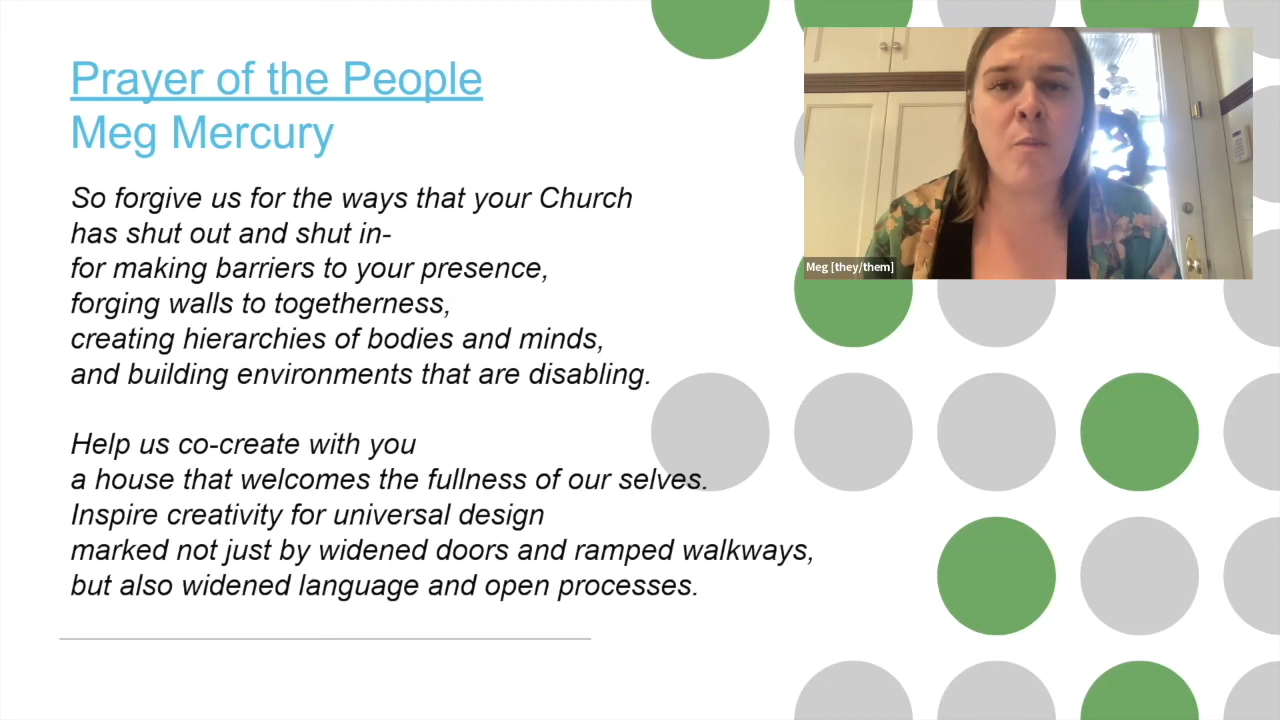 Prayer of the People
Meg Mercury
So forgive us for the ways that your Church
has shut out and shut in-
for making barriers to your presence,
forging walls to togetherness,
creating hierarchies of bodies and minds,
and building environments that are disabling.
Help us co-create with you
a house that welcomes the fullness of our selves.
Inspire creativity for universal design
marked not just by widened doors and ramped walkways,
but also widened language and open processes.
Meg [they/them]